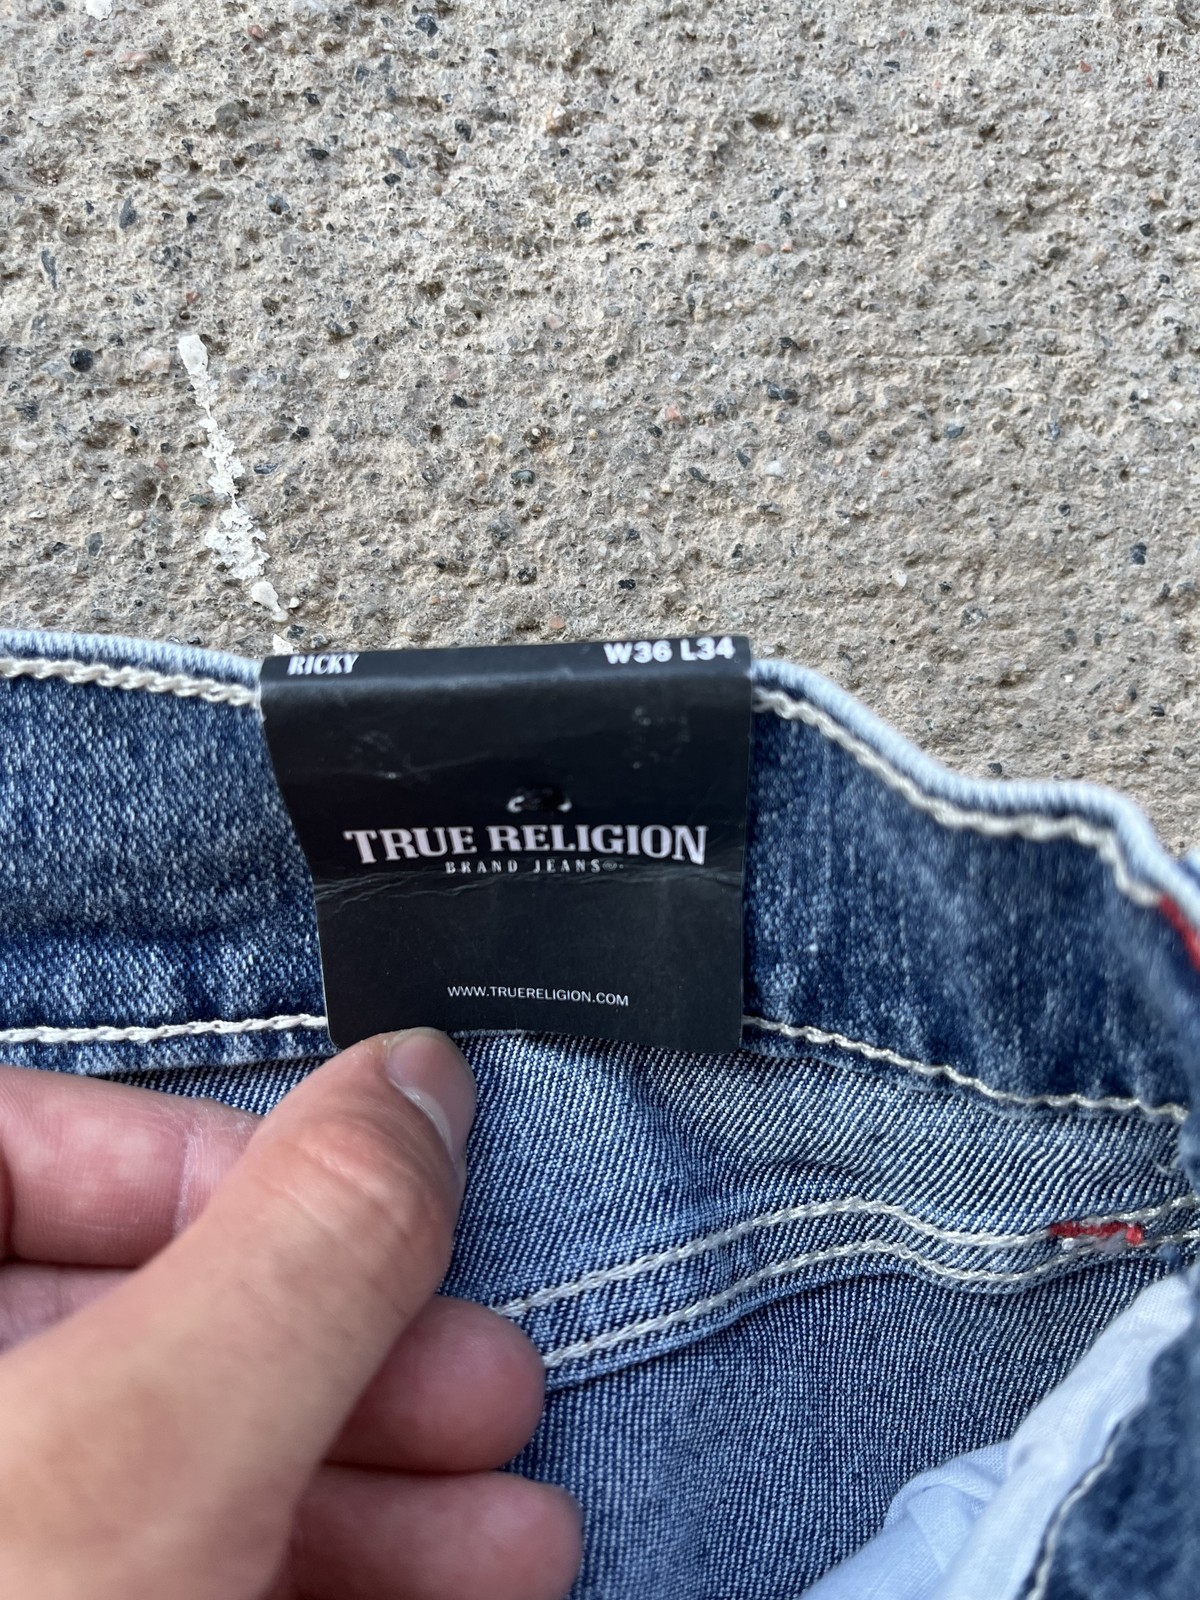 RICKY W36 L34
TRUE RELIGION
BRAND JEANS
WWW.TRUERELIGION.COM